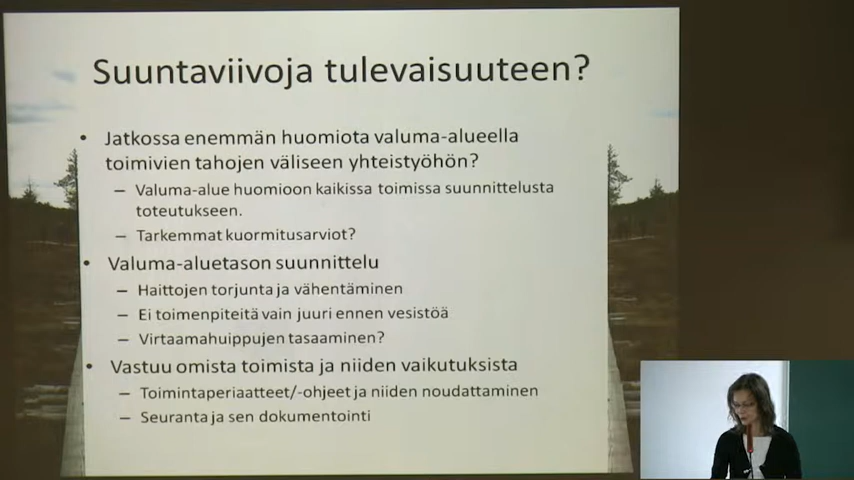 Suuntaviivoja tulevaisuuteen?
• Jatkossa enemmän huomiota valuma-alueella
toimivien tahojen väliseen yhteistyöhön?
– Valuma-alue huomioon kaikissa toimissa suunnittelusta
toteutukseen.
– Tarkemmat kuormitusarviot?
• Valuma-aluetason suunnittelu
– Haittojen torjunta ja vähentäminen
– Ei toimenpiteitä vain juuri ennen vesistöä
– Virtaamahuippujen tasaaminen?
• Vastuu omista toimista ja niiden vaikutuksista
– Toimintaperiaatteet/-ohjeet ja niiden noudattaminen
– Seuranta ja sen dokumentointi